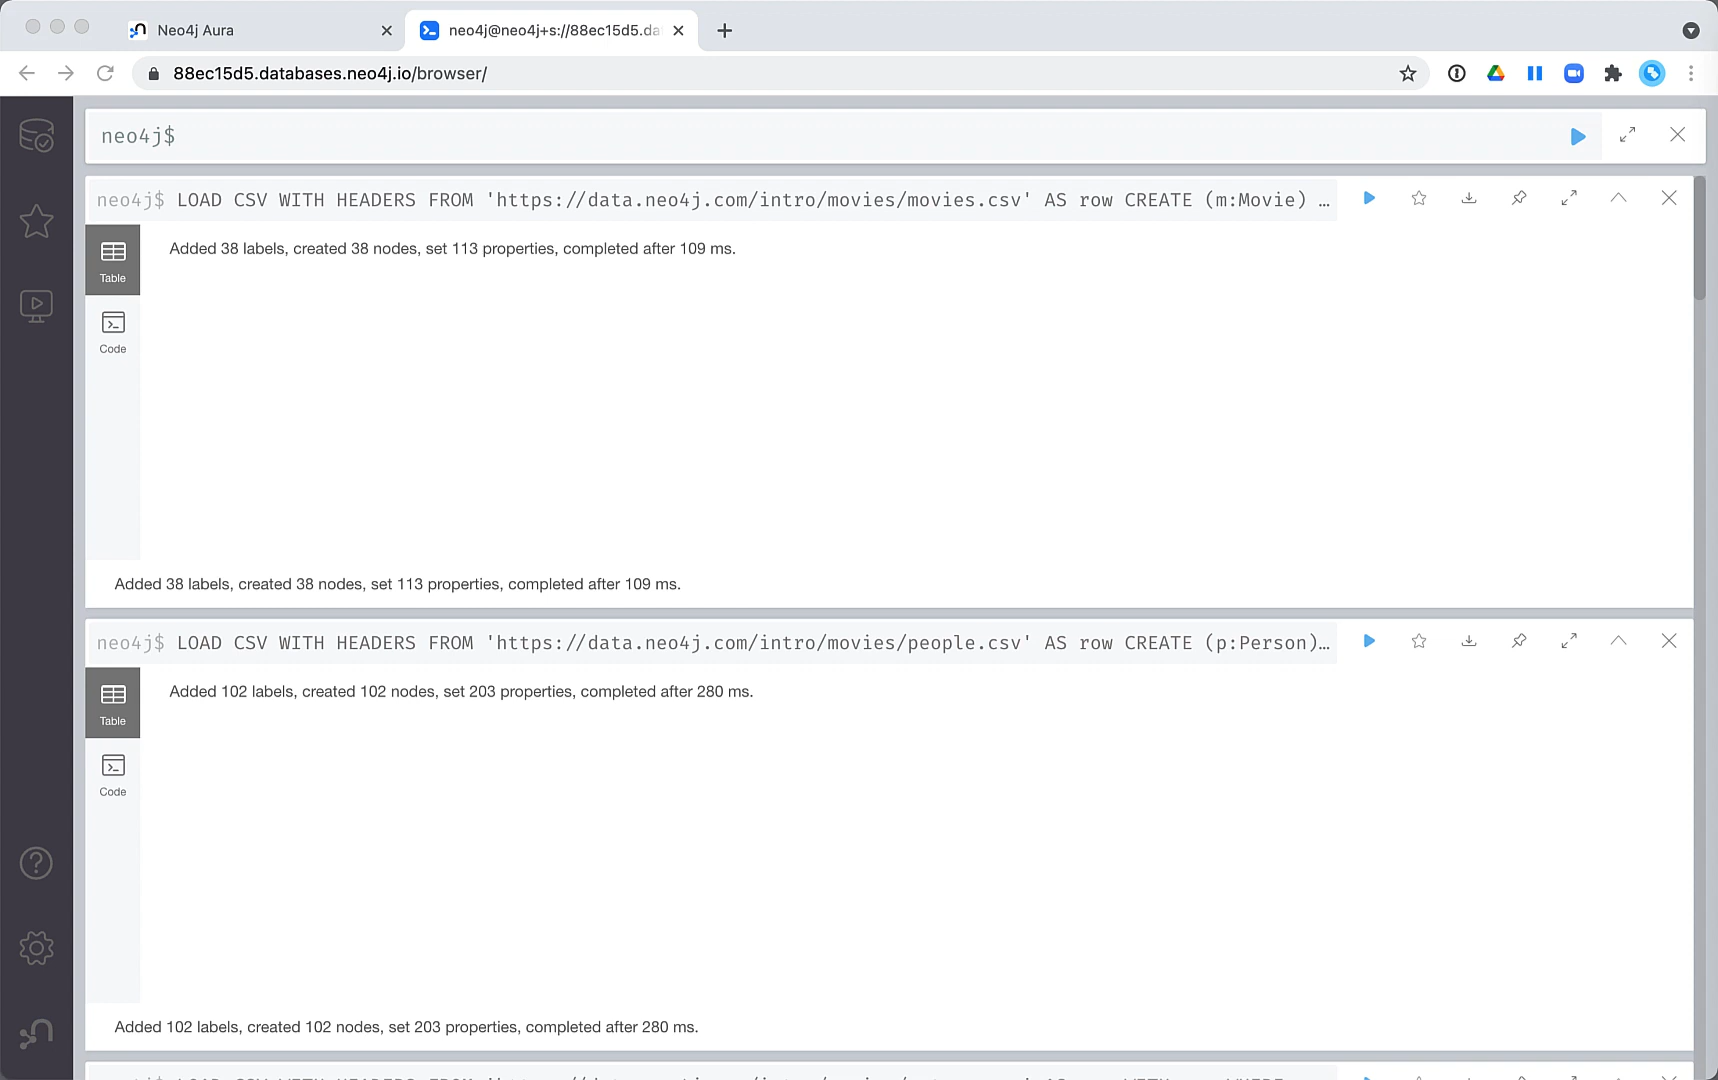 Neo4j Aura
neo4j@neo4j+s://88ec15d5.da
88ec15d5.databases.neo4j.io/browser/
neo4j$
neo4j$ LOAD CSV WITH HEADERS FROM 'https://data.neo4j.com/intro/movies/movies.csv' AS row CREATE (m:Movie) …
Table
Added 38 labels, created 38 nodes, set 113 properties, completed after 109 ms.
Code
Added 38 labels, created 38 nodes, set 113 properties, completed after 109 ms.
neo4j$ LOAD CSV WITH HEADERS FROM 'https://data.neo4j.com/intro/movies/people.csv' AS row CREATE (p:Person)…
Table
Added 102 labels, created 102 nodes, set 203 properties, completed after 280 ms.
Code
Added 102 labels, created 102 nodes, set 203 properties, completed after 280 ms.